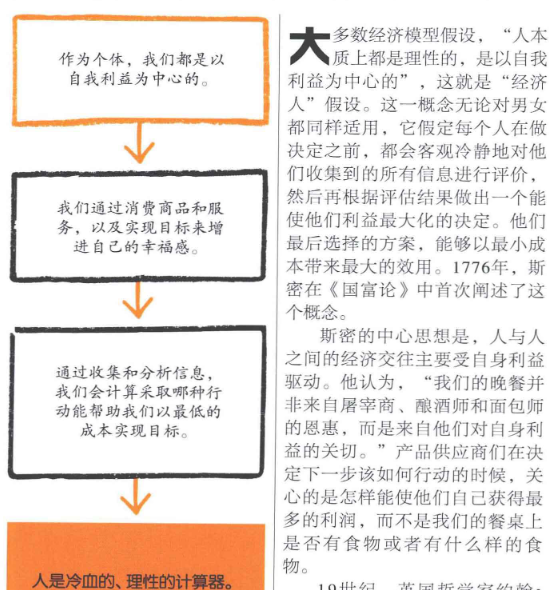 作为个体，我们都是以
自我利益为中心的。
我们通过消费商品和服
务，以及实现目标来增
进自己的幸福感。
通过收集和分析信息，
我们会计算采取哪种行
动能帮助我们以最低的
成本实现目标。
人是冷血的、理性的计算器。
大多数经济模型假设，“人本
质上都是理性的，是以自我
利益为中心的”，这就是“经济
人”假设。这一概念无论对男女
都同样适用，它假定每个人在做
决定之前，都会客观冷静地对他
们收集到的所有信息进行评价，
然后再根据评估结果做出一个能
使他们利益最大化的决定。他们
最后选择的方案，能够以最小成
本带来最大的效用。1776年，斯
密在《国富论》中首次阐述了这
个概念。
斯密的中心思想是，人与人
之间的经济交往主要受自身利益
驱动。他认为，“我们的晚餐并
非来自屠宰商、酿酒师和面包师
的恩惠，而是来自他们对自身利
益的关切。”产品供应商们在决
定下一步该如何行动的时候，关
心的是怎样能使他们自己获得最
多的利润，而不是我们的餐桌上
是否有食物或者有什么样的食
物。
19世纪，英国哲学家约翰·